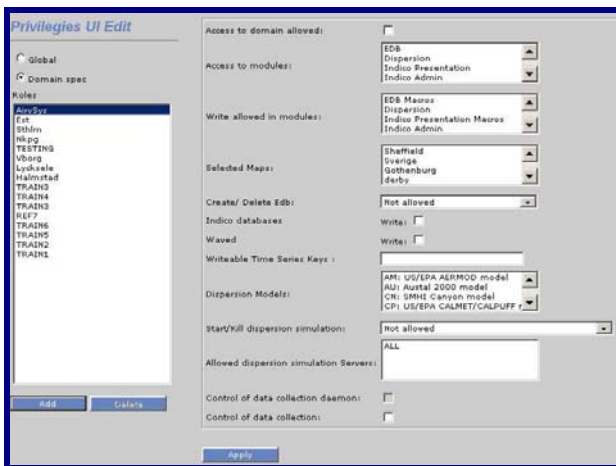 Privilegies UI Edit
Global
Domain spec
Roles
AirvSys
Est
Sthlm
Nkpg
TESTING
Vborg
Lycksele
Halmstad
TRAIN3
TRAIN4
TRAIN3
REF7
TRAIN6
TRAIN5
TRAIN2
TRAIN1
Add
Delete
Access to domain allowed:
Access to modules:
EDB
Dispersion
Indico Presentation
Indico Admin
Write allowed in modules:
EDB Macros
Dispersion
Indico Presentation Macros
Indico Admin
Selected Maps:
Sheffield
Sverige
Gothenburg
derby
Create/ Delete Edb:
Not allowed
Indico databases
Write:
Waved
Write:
Writeable Time Series Keys :
Dispersion Models:
AM: US/EPA AERMOD model
AU: Austal 2000 model
CN: SMHI Canyon model
CP: US/EPA CALMET/CALPUFF
Start/Kill dispersion simulation:
Not allowed
Allowed dispersion simulation Servers:
ALL
Control of data collection daemon:
Control of data collection:
Apply